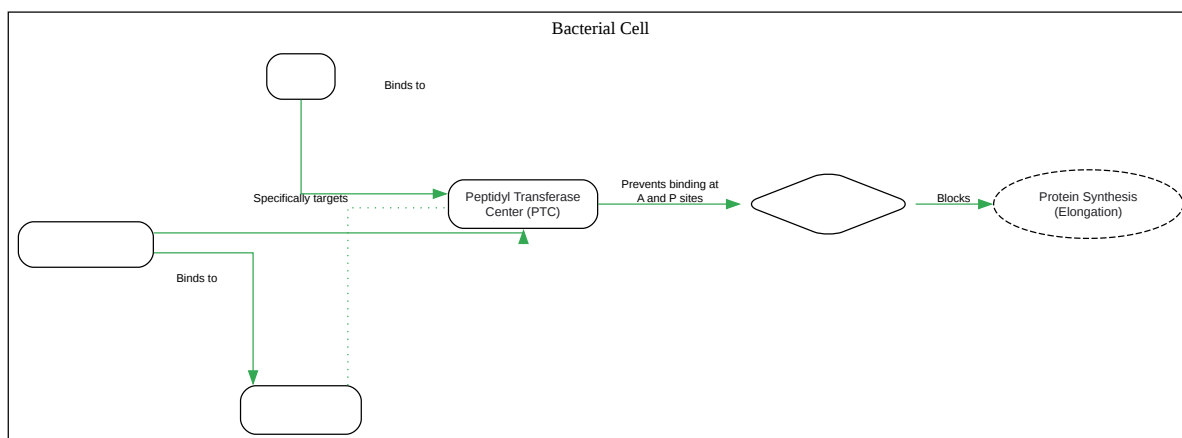 Bacterial Cell
Binds to
Specifically targets
Peptidyl Transferase
Center (PTC)
Prevents binding at
A and P sites
Blocks
Protein Synthesis
(Elongation)
Binds to